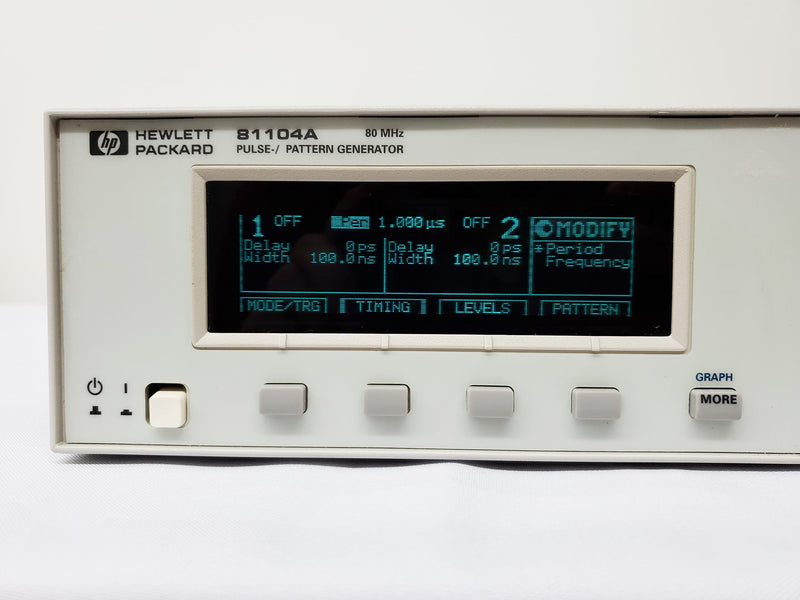 hp HEWLETT PACKARD
81104A 80 MHz
PULSE-/ PATTERN GENERATOR
1 OFF Per 1.000µs OFF 2 MODIFY
Delay 0ps Delay 0ps *Period
Width 100.0ns Width 100.0ns Frequency
MODE/TRG TIMING LEVELS PATTERN
GRAPH
MORE